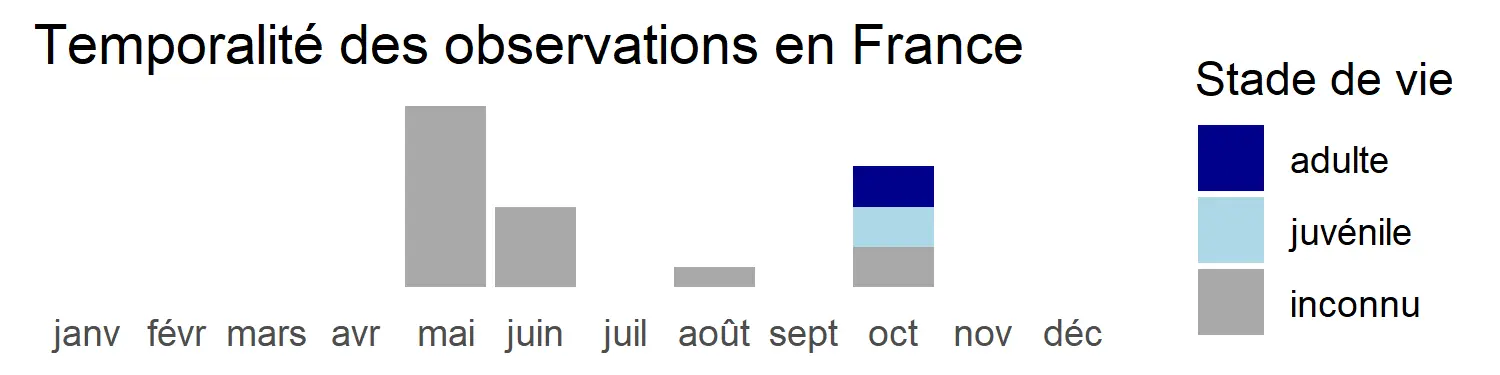 Temporalité des observations en France
Stade de vie
adulte
juvénile
inconnu
janv févr mars avr mai juin juil août sept oct nov déc